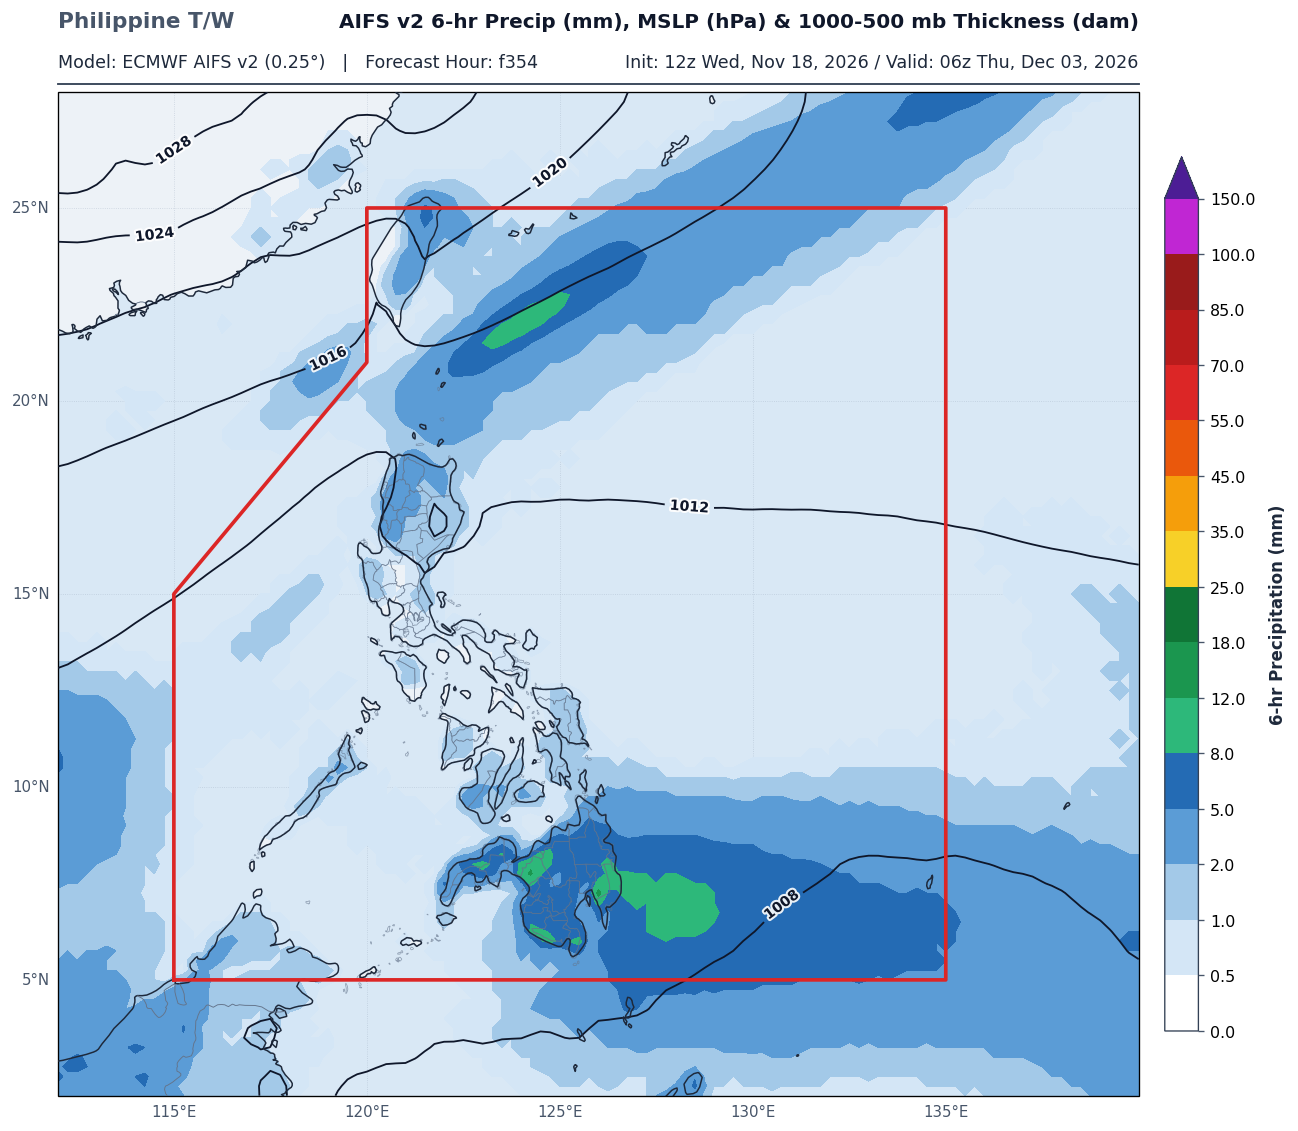 Philippine T/W
AIFS v2 6-hr Precip (mm), MSLP (hPa) & 1000-500 mb Thickness (dam)
Model: ECMWF AIFS v2 (0.25°) | Forecast Hour: f354
Init: 12z Wed, Nov 18, 2026 / Valid: 06z Thu, Dec 03, 2026
1028
1020
1024
1016
1012
1008
25°N
20°N
15°N
10°N
5°N
115°E
120°E
125°E
130°E
135°E
150.0
100.0
85.0
70.0
55.0
45.0
35.0
25.0
18.0
12.0
8.0
5.0
2.0
1.0
0.5
0.0
6-hr Precipitation (mm)